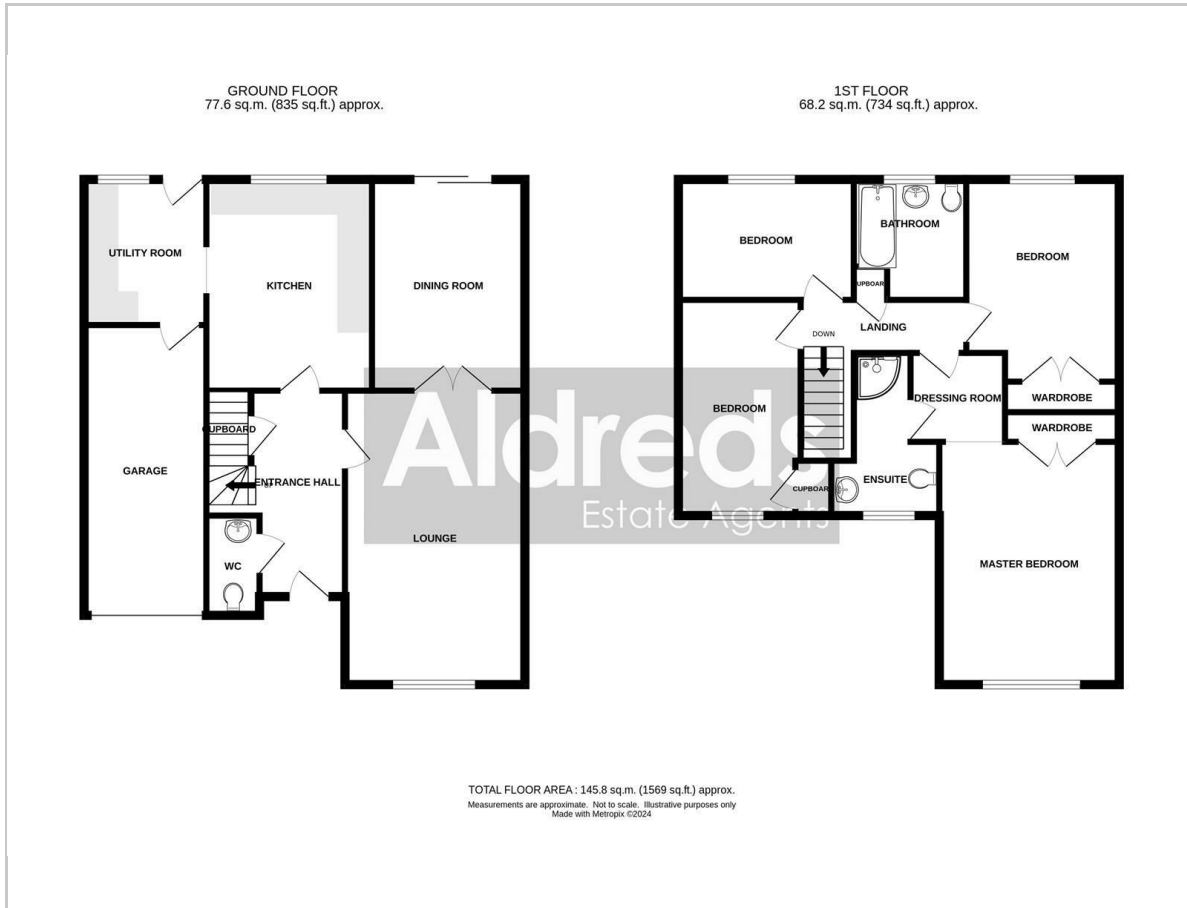 GROUND FLOOR
77.6 sq.m. (835 sq.ft.) approx.
1ST FLOOR
68.2 sq.m. (734 sq.ft.) approx.
UTILITY ROOM
KITCHEN
DINING ROOM
GARAGE
CUPBOARD
ENTRANCE HALL
WC
LOUNGE
BEDROOM
BATHROOM
BEDROOM
UPBOAR
LANDING
DOWN
BEDROOM
DRESSING ROOM
WARDROBE
WARDROBE
CUPBOAR
ENSUITE
MASTER BEDROOM
Aldreds
Estate Agents
TOTAL FLOOR AREA : 145.8 sq.m. (1569 sq.ft.) approx.
Measurements are approximate. Not to scale. Illustrative purposes only
Made with Metropix ©2024